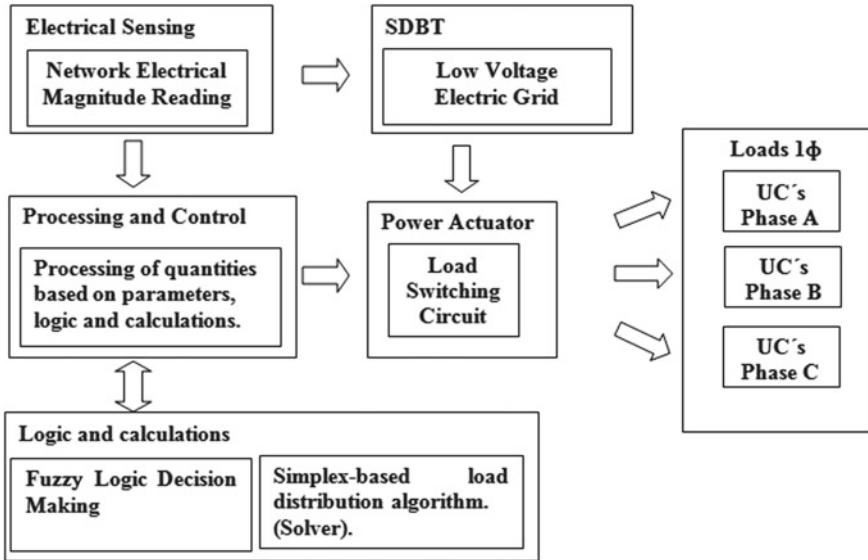 Electrical Sensing
Network Electrical
Magnitude Reading
SDBT
Low Voltage
Electric Grid
Processing and Control
Processing of quantities
based on parameters,
logic and calculations.
Power Actuator
Load
Switching
Circuit
Loads 1ϕ
UC´s
Phase A
UC´s
Phase B
UC´s
Phase C
Logic and calculations
Fuzzy Logic Decision
Making
Simplex-based load
distribution algorithm.
(Solver).